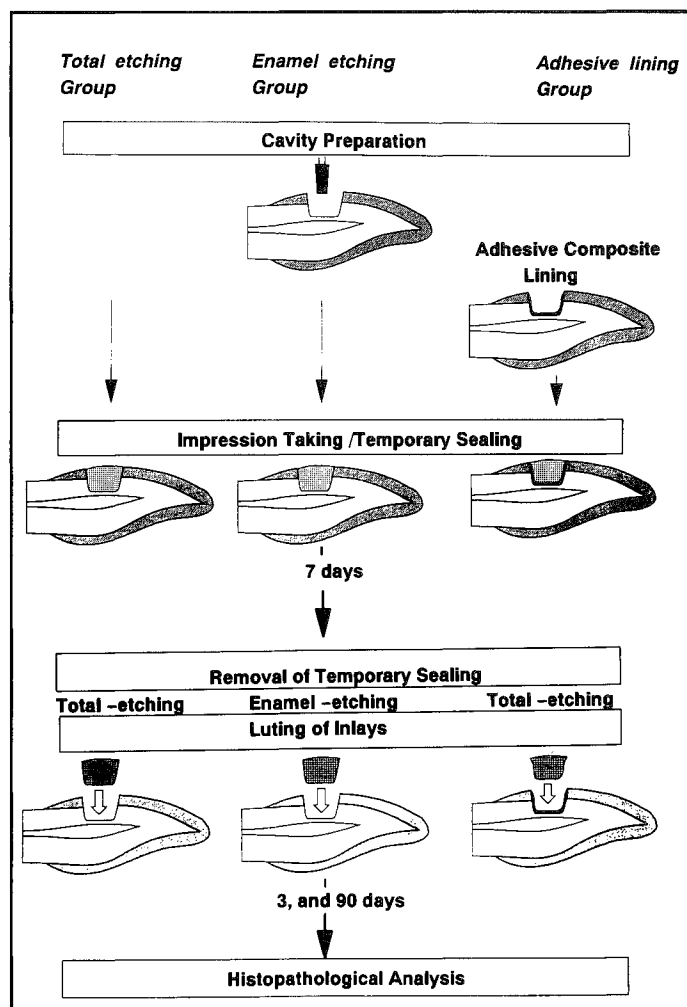 Total etching Enamel etching Adhesive lining
Group Group Group
Cavity Preparation
Adhesive Composite
Lining
Impression Taking /Temporary Sealing
7 days
Removal of Temporary Sealing
Total –etching Enamel –etching Total –etching
Luting of Inlays
3, and 90 days
Histopathological Analysis